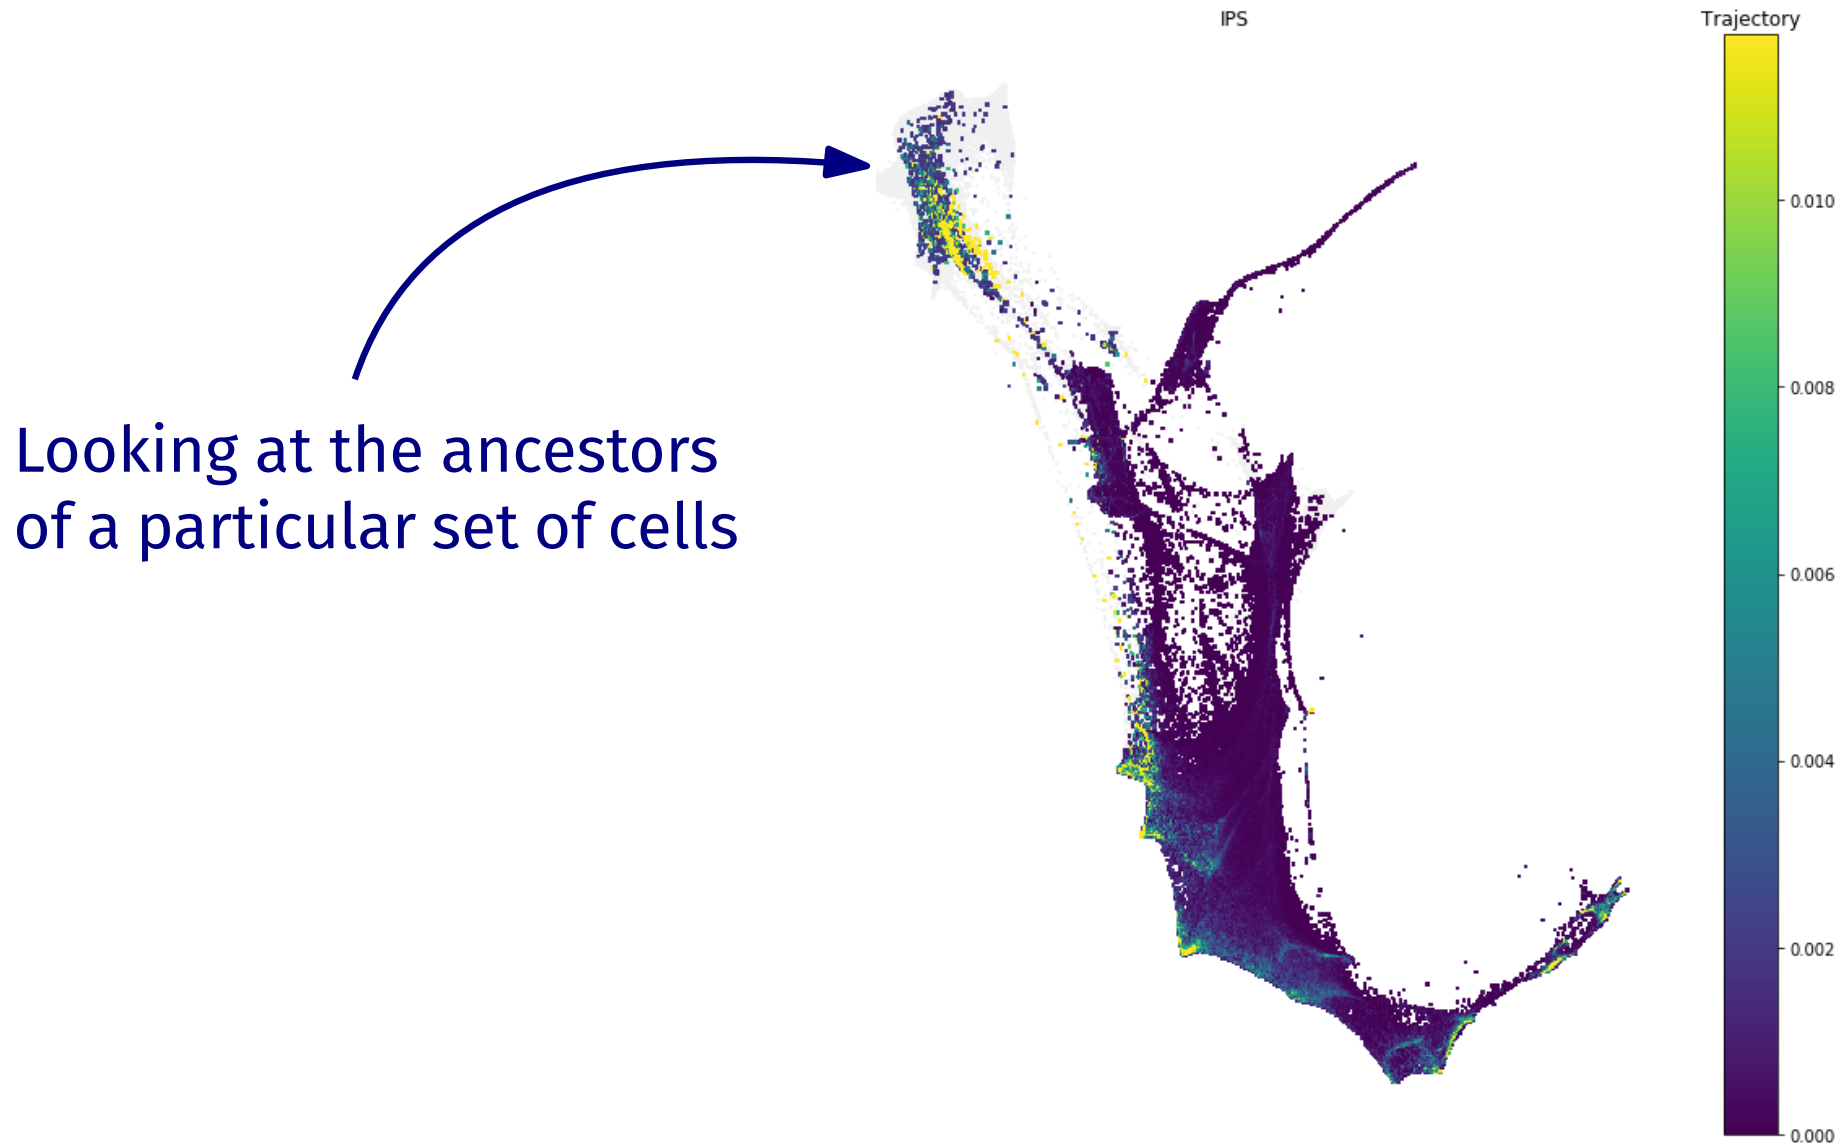 IPS
Trajectory
0.010
0.008
0.006
0.004
0.002
0.000
Looking at the ancestors
of a particular set of cells